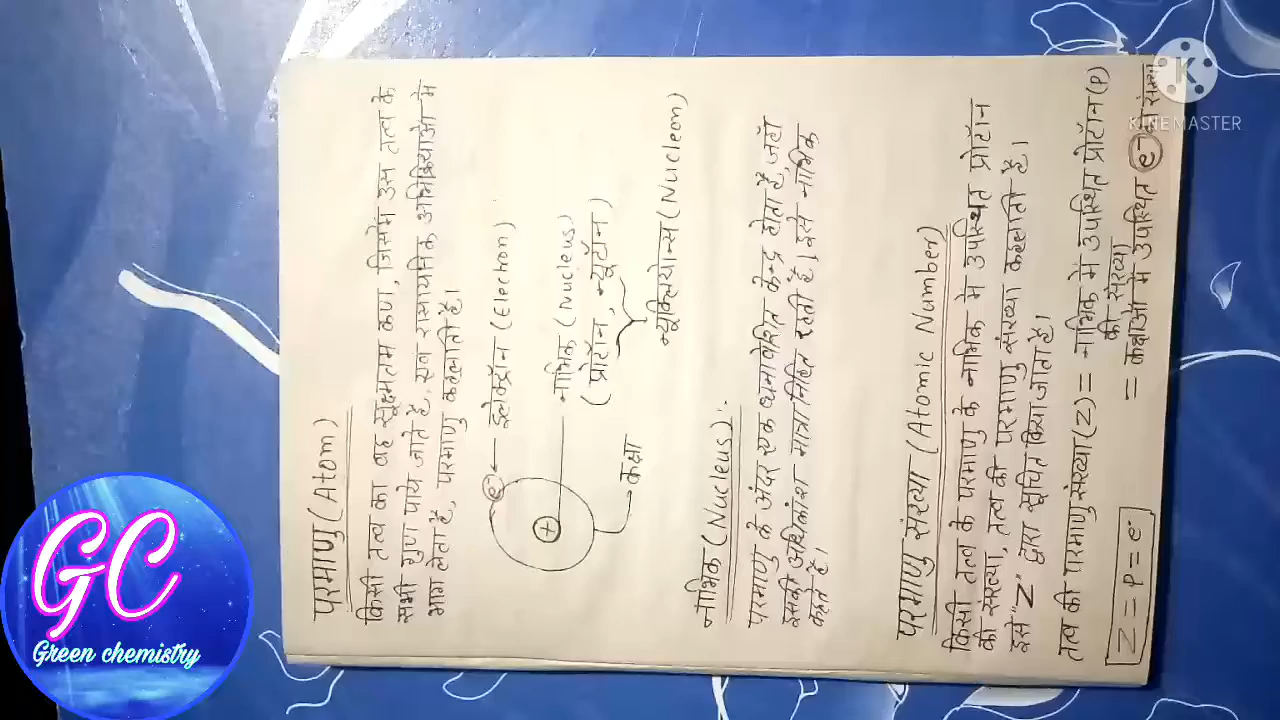 परमाणु (Atom)
किसी तत्व का वह सूक्ष्मतम कण, जिसमें उस तत्व के
सभी गुण पाये जाते है, एवं रासायनिक अभिक्रियाओं में
भाग लेता है, परमाणु कहलाती है।
e⁻ ← इलेक्ट्रॉन (Electron)
+ नाभिक (Nucleus)
(प्रोटॉन, न्यूट्रॉन)
कक्षा
न्यूक्लियोन्स (Nucleon)
नाभिक (Nucleus):-
परमाणु के अंदर एक धनावेशित केन्द्र होता है, जहाँ
इसकी अधिकांश मात्रा निहित रहती है। इसे नाभिक
कहते है।
परमाणु संख्या (Atomic Number)
किसी तत्व के परमाणु के नाभिक में उपस्थित प्रोटॉन
की संख्या, तत्व की परमाणु संख्या कहलाती है।
इसे "Z" द्वारा सूचित किया जाता है।
तत्व की परमाणु संख्या (Z) = नाभिक में उपस्थित प्रोटॉन (P)
की संख्या
= कक्षाओं में उपस्थित e⁻ की संख्या
Z = P = e⁻
GC
Green chemistry
K
KINEMASTER